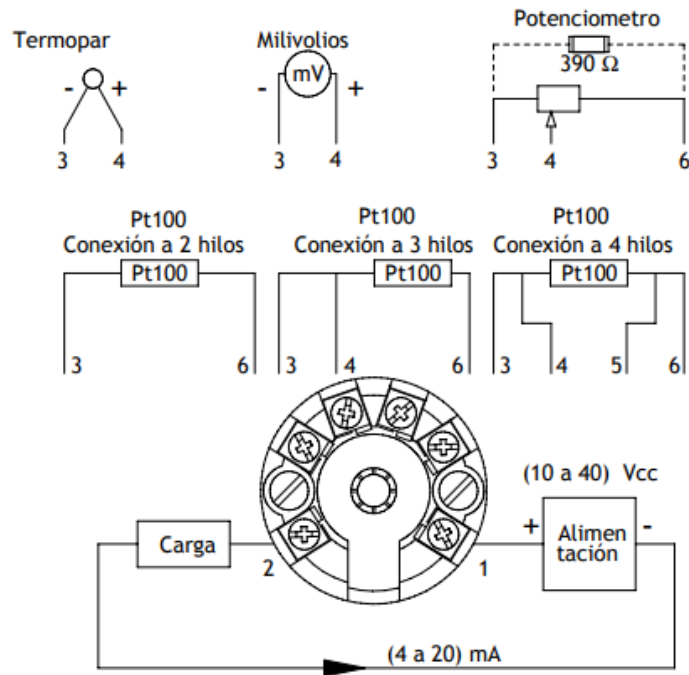 Termopar
- +
3 4
Milivolios
mV
- +
3 4
Potenciometro
390 Ω
3 4 6
Pt100
Conexión a 2 hilos
Pt100
3 6
Pt100
Conexión a 3 hilos
Pt100
3 4 6
Pt100
Conexión a 4 hilos
Pt100
3 4 5 6
(10 a 40) Vcc
+ -
Alimen
tación
Carga
2 1
(4 a 20) mA